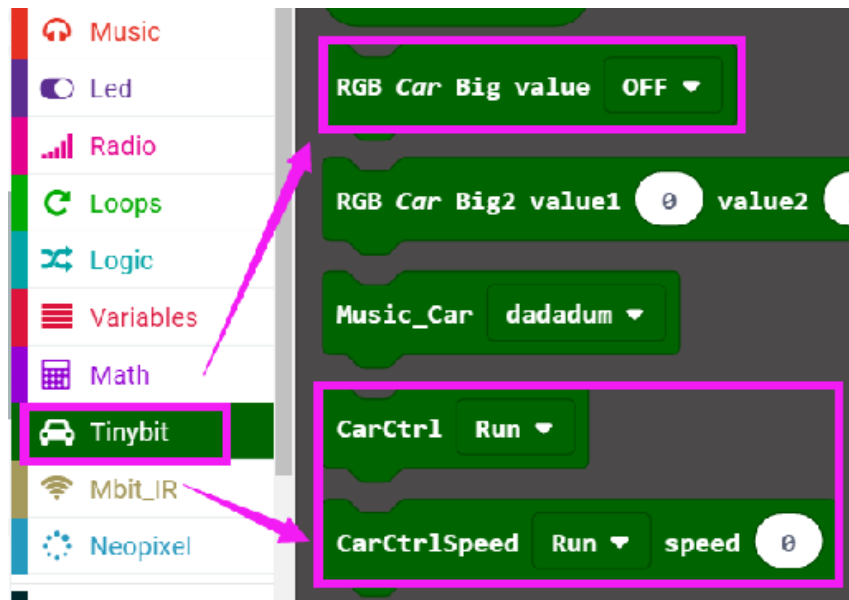 Music
Led
Radio
Loops
Logic
Variables
Math
Tinybit
Mbit_IR
Neopixel
RGB Car Big value OFF
RGB Car Big2 value1 0 value2
Music_Car dadadum
CarCtrl Run
CarCtrlSpeed Run speed 0